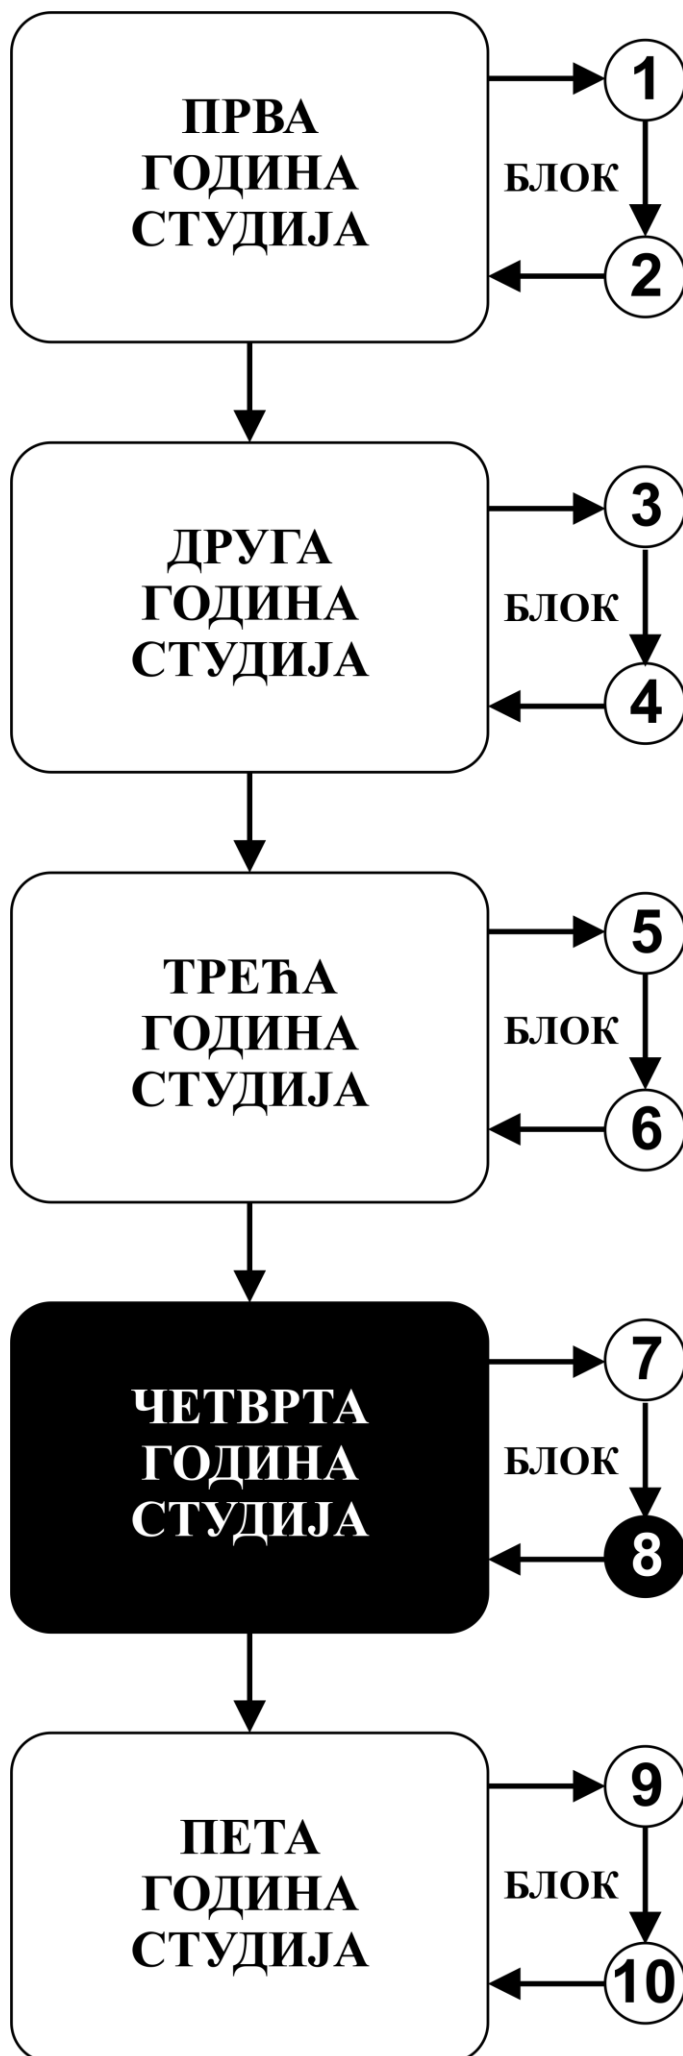 ПРВА
ГОДИНА
СТУДИЈА
1
БЛОК
2
ДРУГА
ГОДИНА
СТУДИЈА
3
БЛОК
4
ТРЕЋА
ГОДИНА
СТУДИЈА
5
БЛОК
6
ЧЕТВРТА
ГОДИНА
СТУДИЈА
7
БЛОК
8
ПЕТА
ГОДИНА
СТУДИЈА
9
БЛОК
10